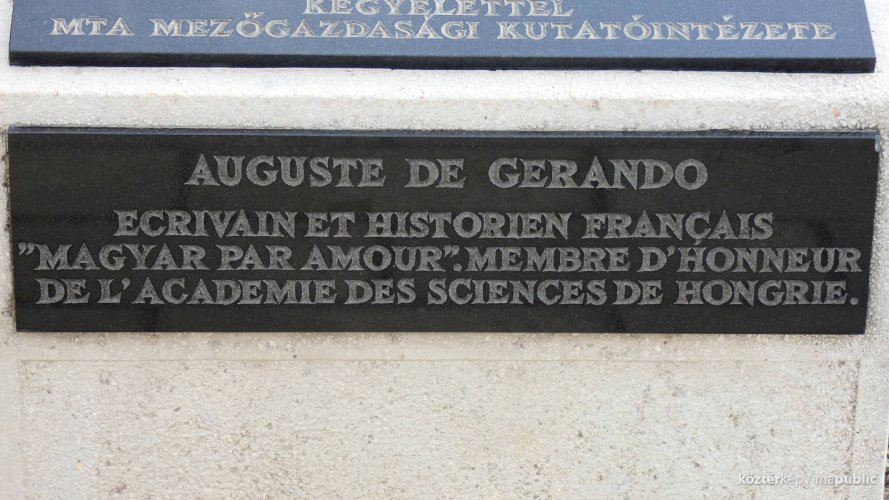 KEGYELETTEL
MTA MEZŐGAZDASÁGI KUTATÓINTÉZETE
AUGUSTE DE GERANDO
ECRIVAIN ET HISTORIEN FRANÇAIS
"MAGYAR PAR AMOUR". MEMBRE D'HONNEUR
DE L'ACADEMIE DES SCIENCES DE HONGRIE.
köztérkép / mapublic